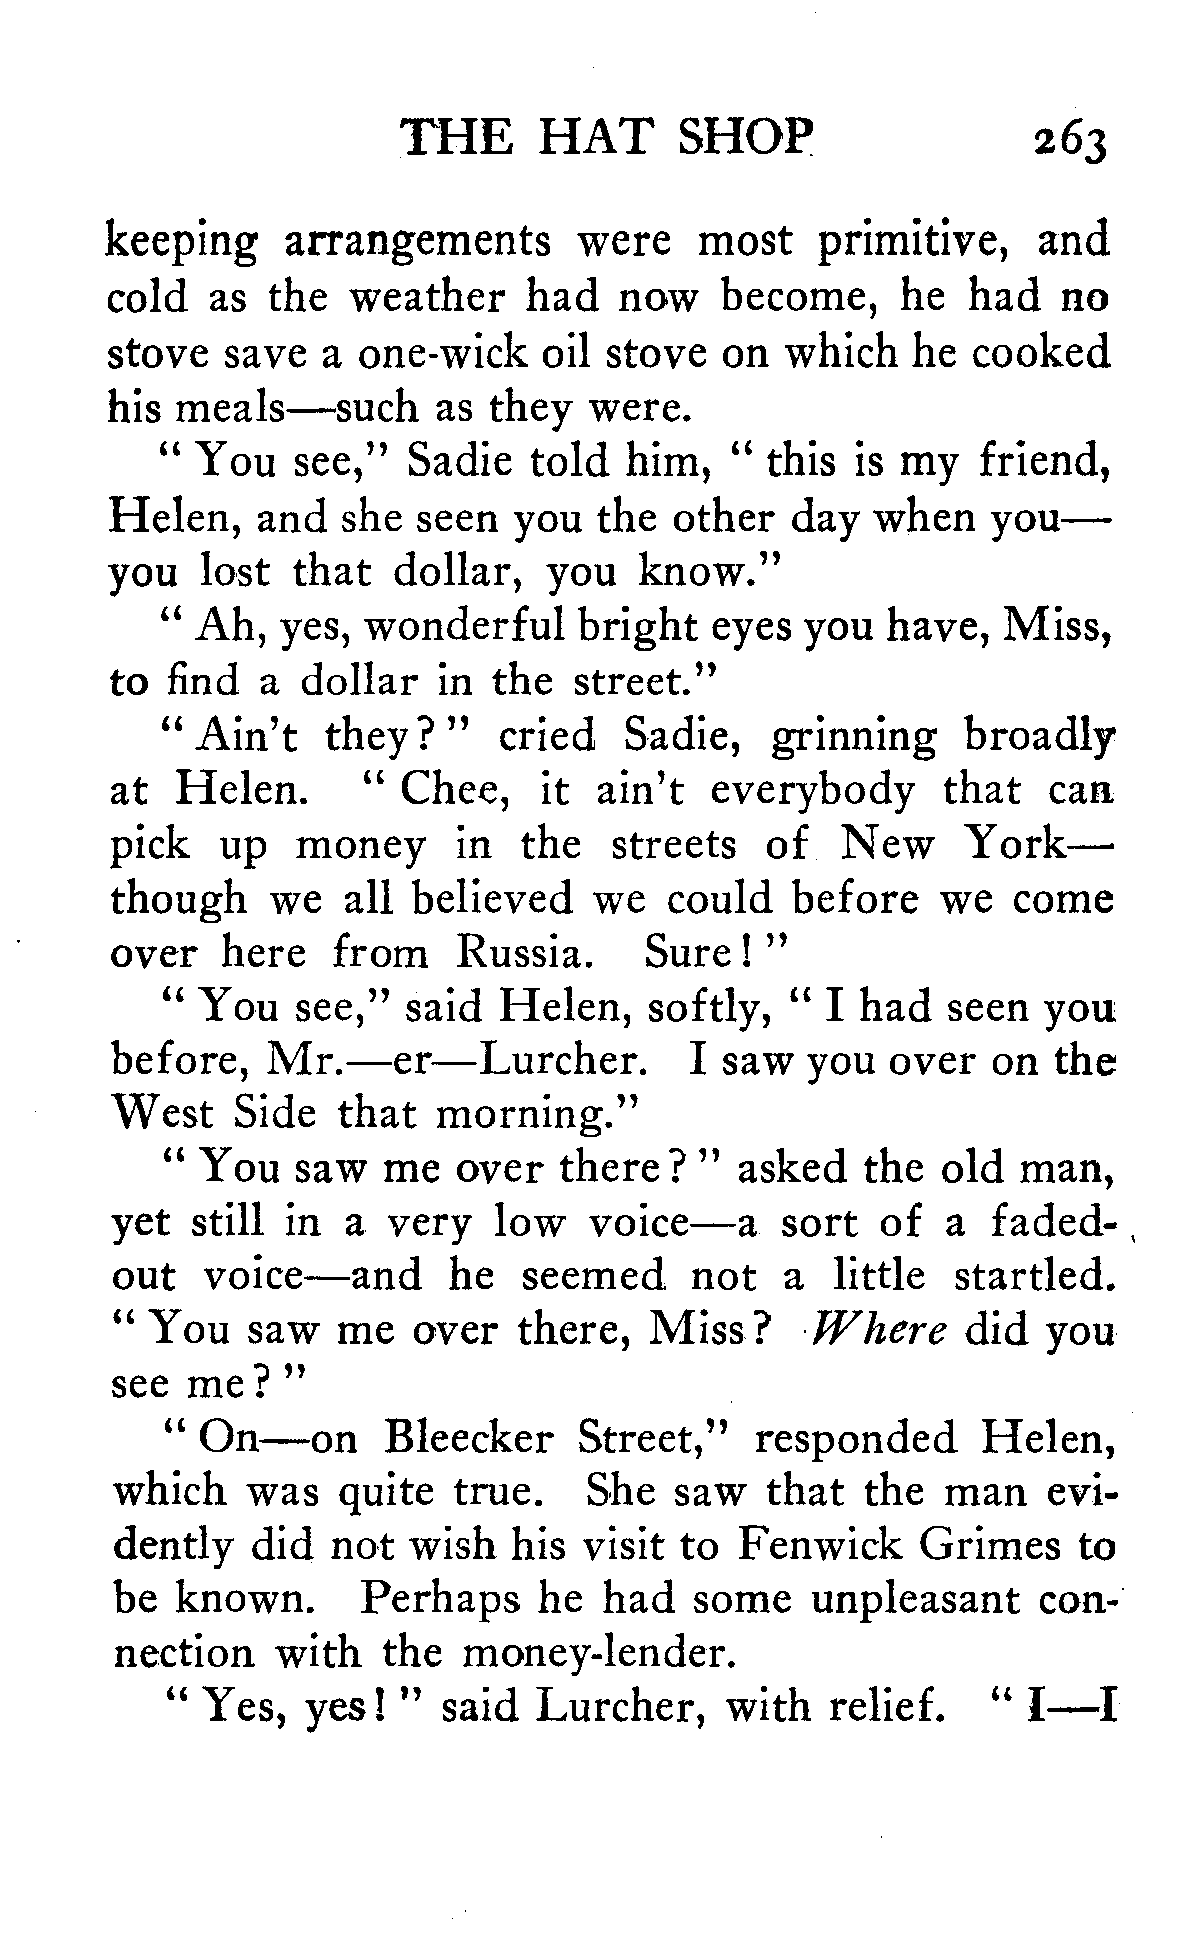 THE HAT SHOP 263
keeping arrangements were most primitive, and
cold as the weather had now become, he had no
stove save a one-wick oil stove on which he cooked
his meals—such as they were.
" You see," Sadie told him, " this is my friend,
Helen, and she seen you the other day when you—
you lost that dollar, you know."
" Ah, yes, wonderful bright eyes you have, Miss,
to find a dollar in the street."
" Ain't they? " cried Sadie, grinning broadly
at Helen. " Chee, it ain't everybody that can
pick up money in the streets of New York—
though we all believed we could before we come
over here from Russia. Sure! "
" You see," said Helen, softly, " I had seen you
before, Mr.—er—Lurcher. I saw you over on the
West Side that morning."
" You saw me over there? " asked the old man,
yet still in a very low voice—a sort of a faded-
out voice—and he seemed not a little startled.
" You saw me over there, Miss? Where did you
see me? "
" On—on Bleecker Street," responded Helen,
which was quite true. She saw that the man evi-
dently did not wish his visit to Fenwick Grimes to
be known. Perhaps he had some unpleasant con-
nection with the money-lender.
" Yes, yes! " said Lurcher, with relief. " I—I